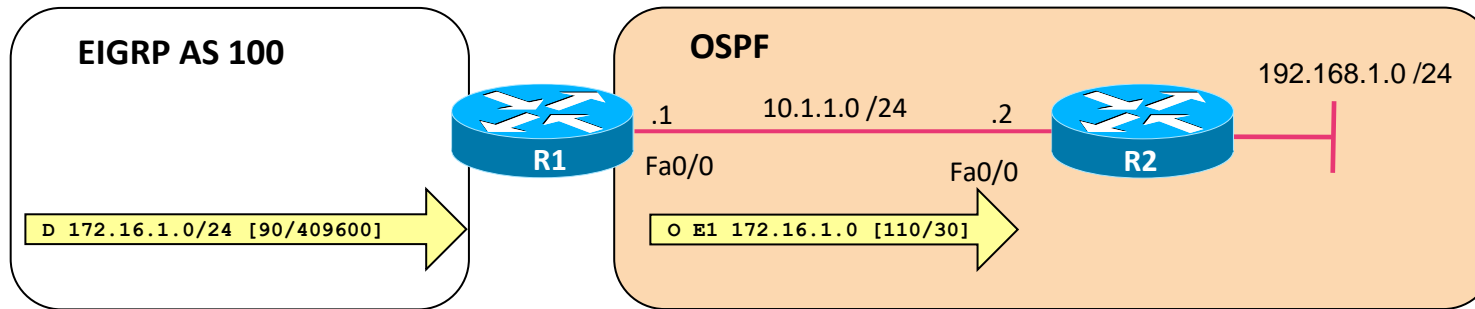 EIGRP AS 100
OSPF
192.168.1.0 /24
.1
10.1.1.0 /24
.2
R1
R2
Fa0/0
Fa0/0
D 172.16.1.0/24 [90/409600]
O E1 172.16.1.0 [110/30]